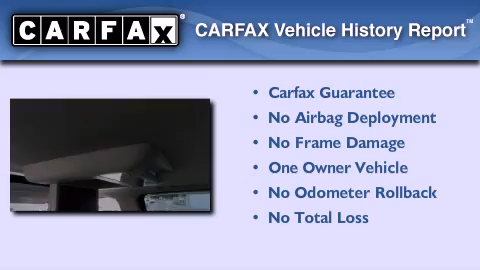 CARFAX® CARFAX Vehicle History Report™
• Carfax Guarantee
• No Airbag Deployment
• No Frame Damage
• One Owner Vehicle
• No Odometer Rollback
• No Total Loss